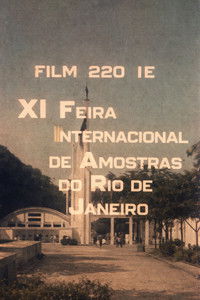 FILM 220 IE
XI FEIRA
INTERNACIONAL
DE AMOSTRAS
DO RIO DE
JANEIRO